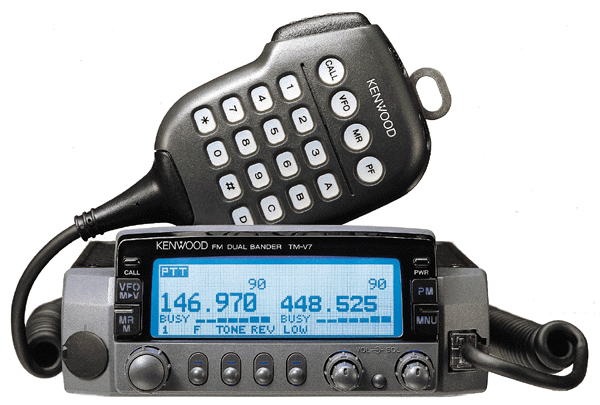 KENWOOD
CALL
VFO
MR
PF
1 2 3 A
4 5 6 B
7 8 9 C
* 0 # D
KENWOOD FM DUAL BANDER TM-V7
CALL
PWR
VFO
M▶V
MR
M
PM
MNU
PTT
90 90
146.970 448.525
BUSY BUSY
1 F TONE REV LOW
VOL SQL